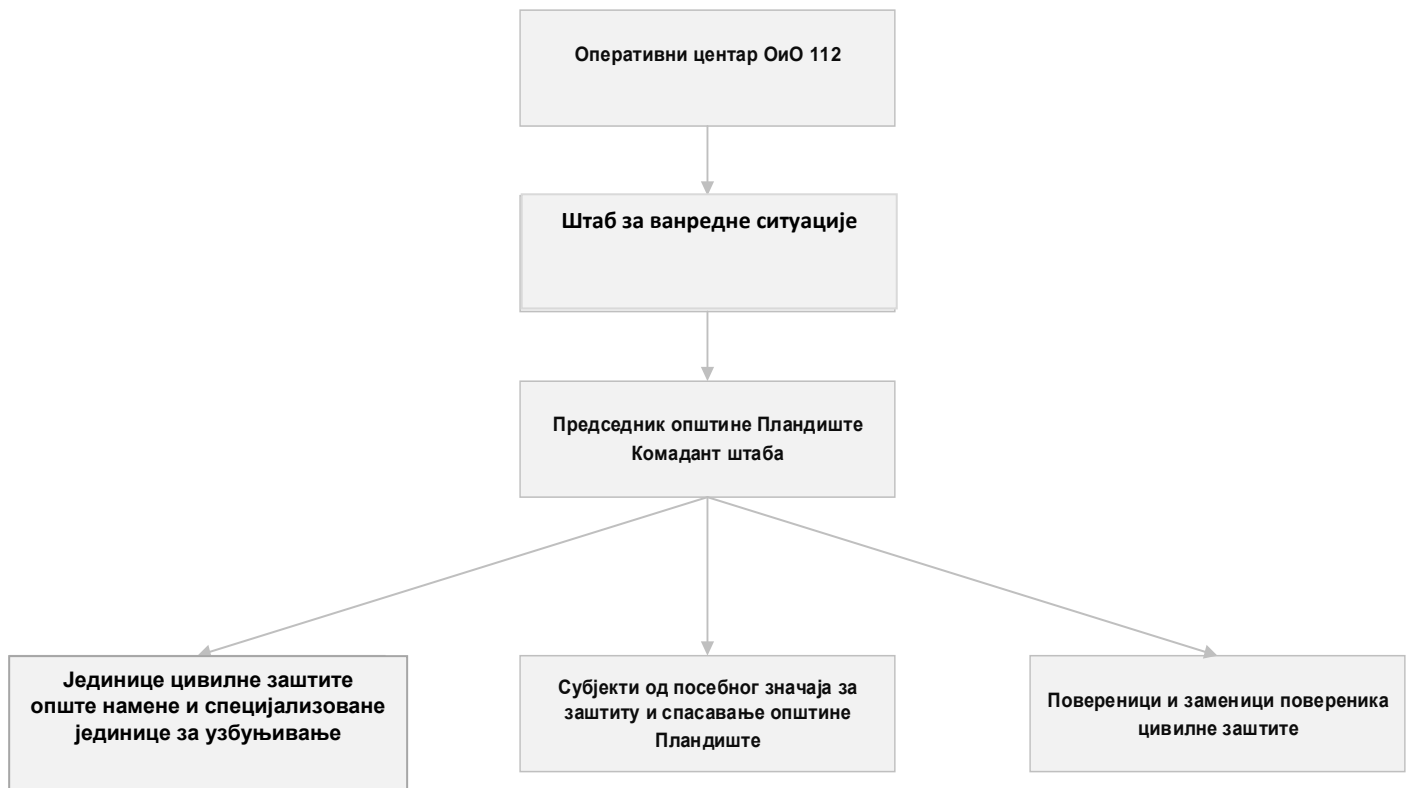 Оперативни центар ОиО 112
Штаб за ванредне ситуације
Председник општине Пландиште
Комадант штаба
Јединице цивилне заштите
опште намене и специјализоване
јединице за узбуњивање
Субјекти од посебног значаја за
заштиту и спасавање општине
Пландиште
Повереници и заменици повереника
цивилне заштите